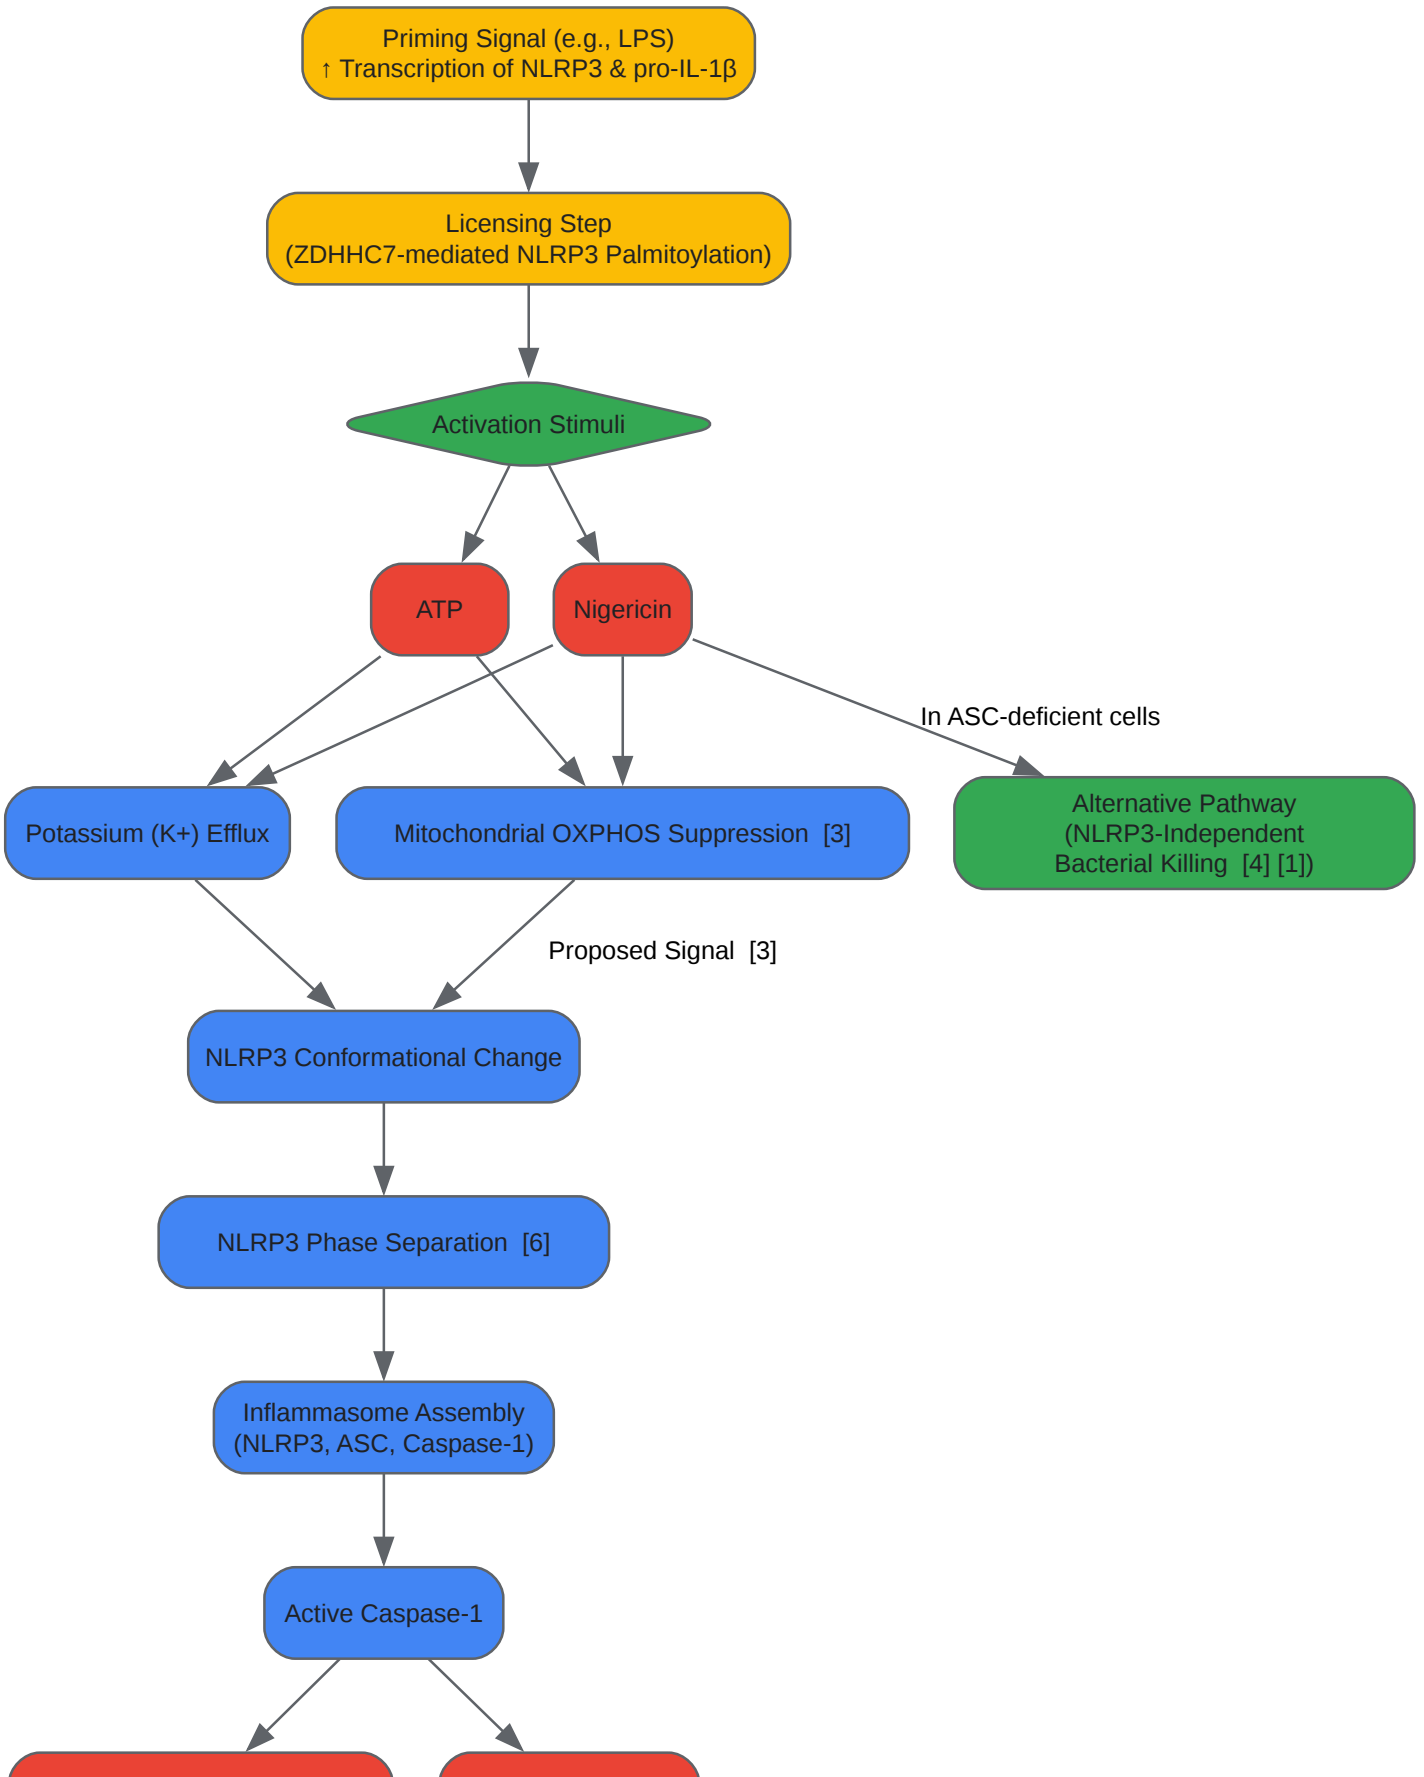 Priming Signal (e.g., LPS)
↑ Transcription of NLRP3 & pro-IL-1β
Licensing Step
(ZDHHC7-mediated NLRP3 Palmitoylation)
Activation Stimuli
ATP
Nigericin
In ASC-deficient cells
Potassium (K+) Efflux
Mitochondrial OXPHOS Suppression  [3]
Alternative Pathway
(NLRP3-Independent
Bacterial Killing  [4] [1])
Proposed Signal  [3]
NLRP3 Conformational Change
NLRP3 Phase Separation  [6]
Inflammasome Assembly
(NLRP3, ASC, Caspase-1)
Active Caspase-1